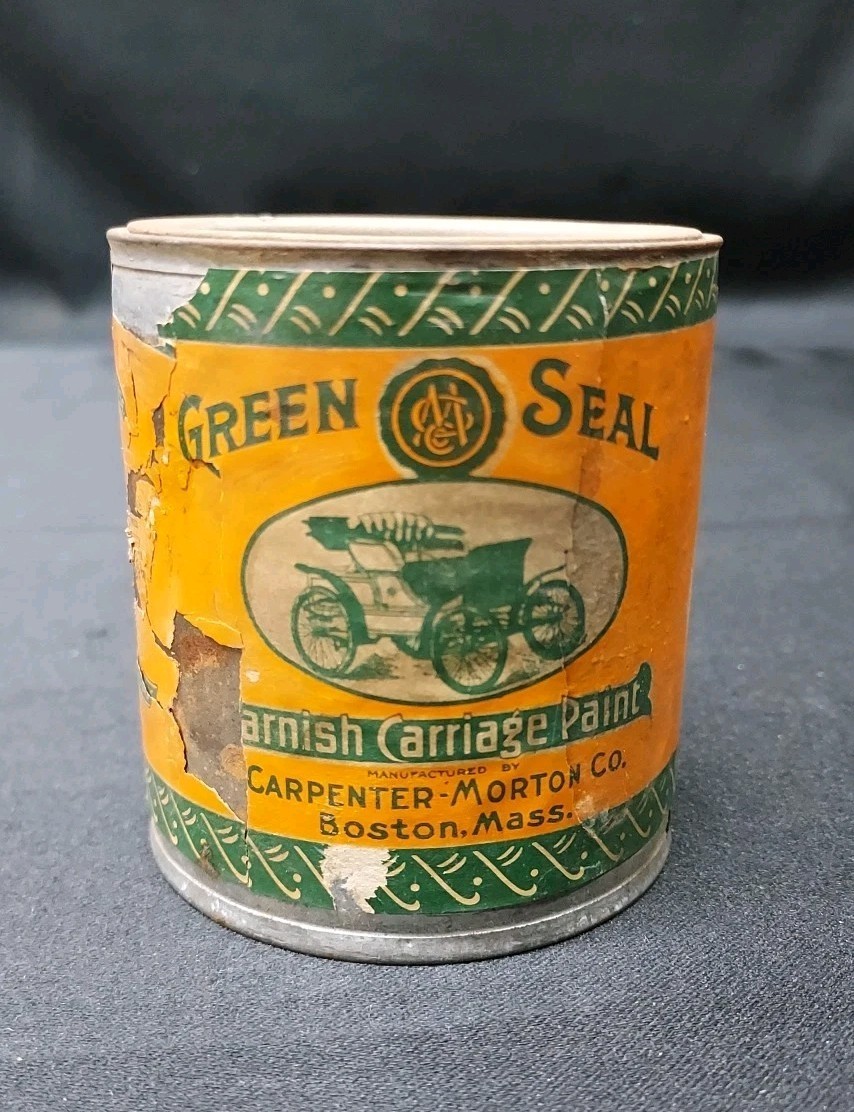 GREEN SEAL
arnish Carriage Paint
MANUFACTURED BY
CARPENTER-MORTON CO.
Boston, Mass.